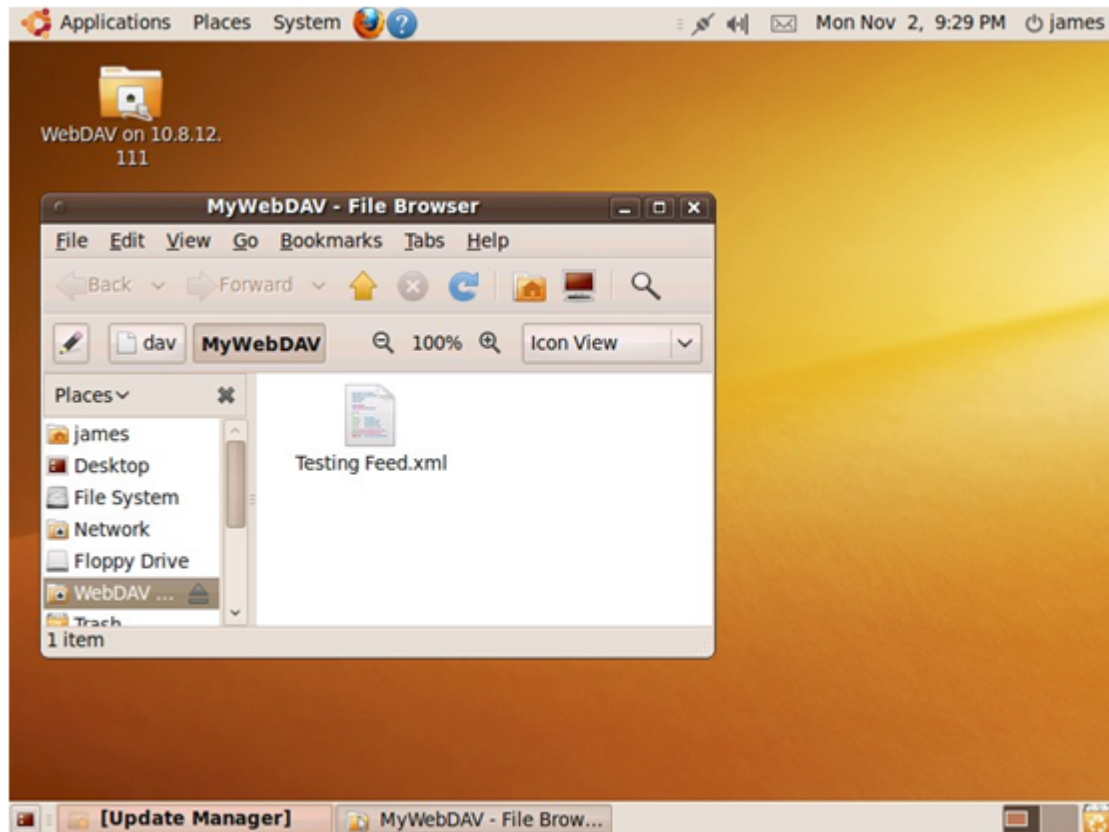 Applications Places System Mon Nov 2, 9:29 PM james
WebDAV on 10.8.12.
111
MyWebDAV - File Browser
File Edit View Go Bookmarks Tabs Help
Back Forward
dav MyWebDAV 100% Icon View
Places
james
Desktop
File System
Network
Floppy Drive
WebDAV ...
Trash
Testing Feed.xml
1 item
[Update Manager] MyWebDAV - File Brow...